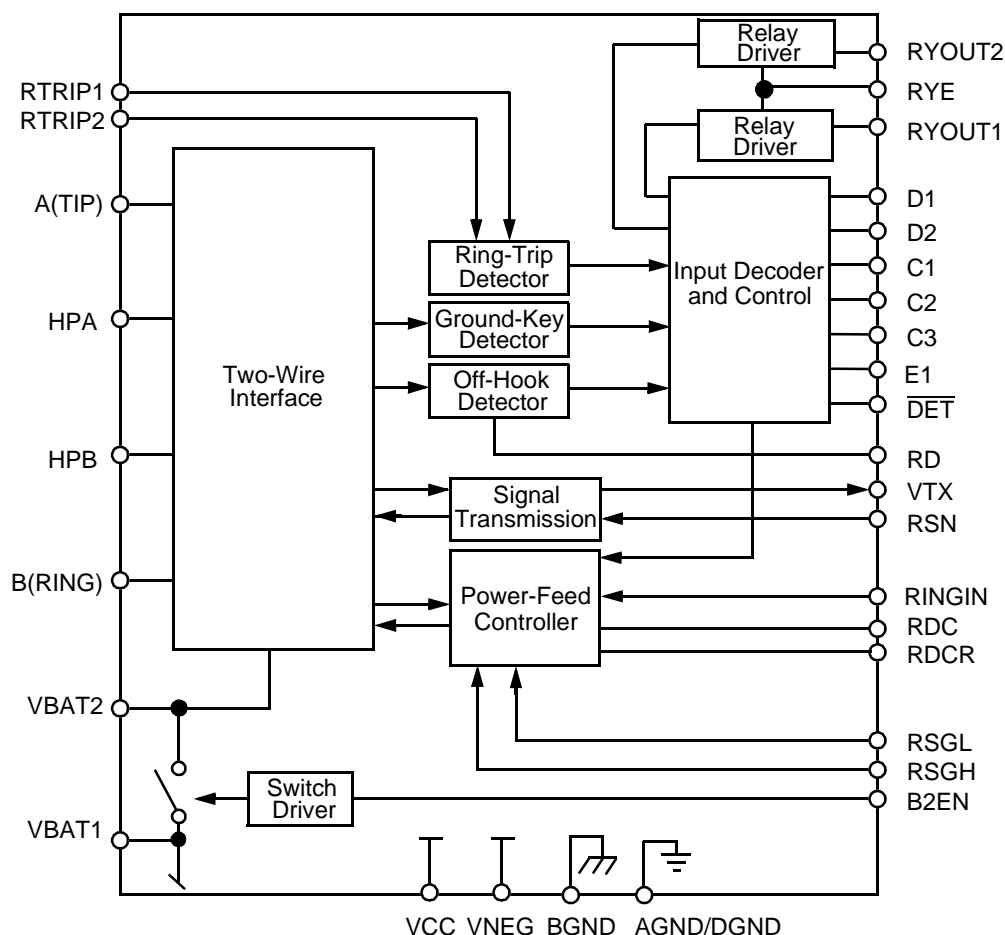 Relay
Driver
RYOUT2
RYE
RTRIP1
RTRIP2
Relay
Driver
RYOUT1
A(TIP)
HPA
HPB
B(RING)
VBAT2
VBAT1
Two-Wire
Interface
Ring-Trip
Detector
Ground-Key
Detector
Off-Hook
Detector
Signal
Transmission
Power-Feed
Controller
Switch
Driver
Input Decoder
and Control
D1
D2
C1
C2
C3
E1
DET
RD
VTX
RSN
RINGIN
RDC
RDCR
RSGL
RSGH
B2EN
VCC VNEG BGND AGND/DGND